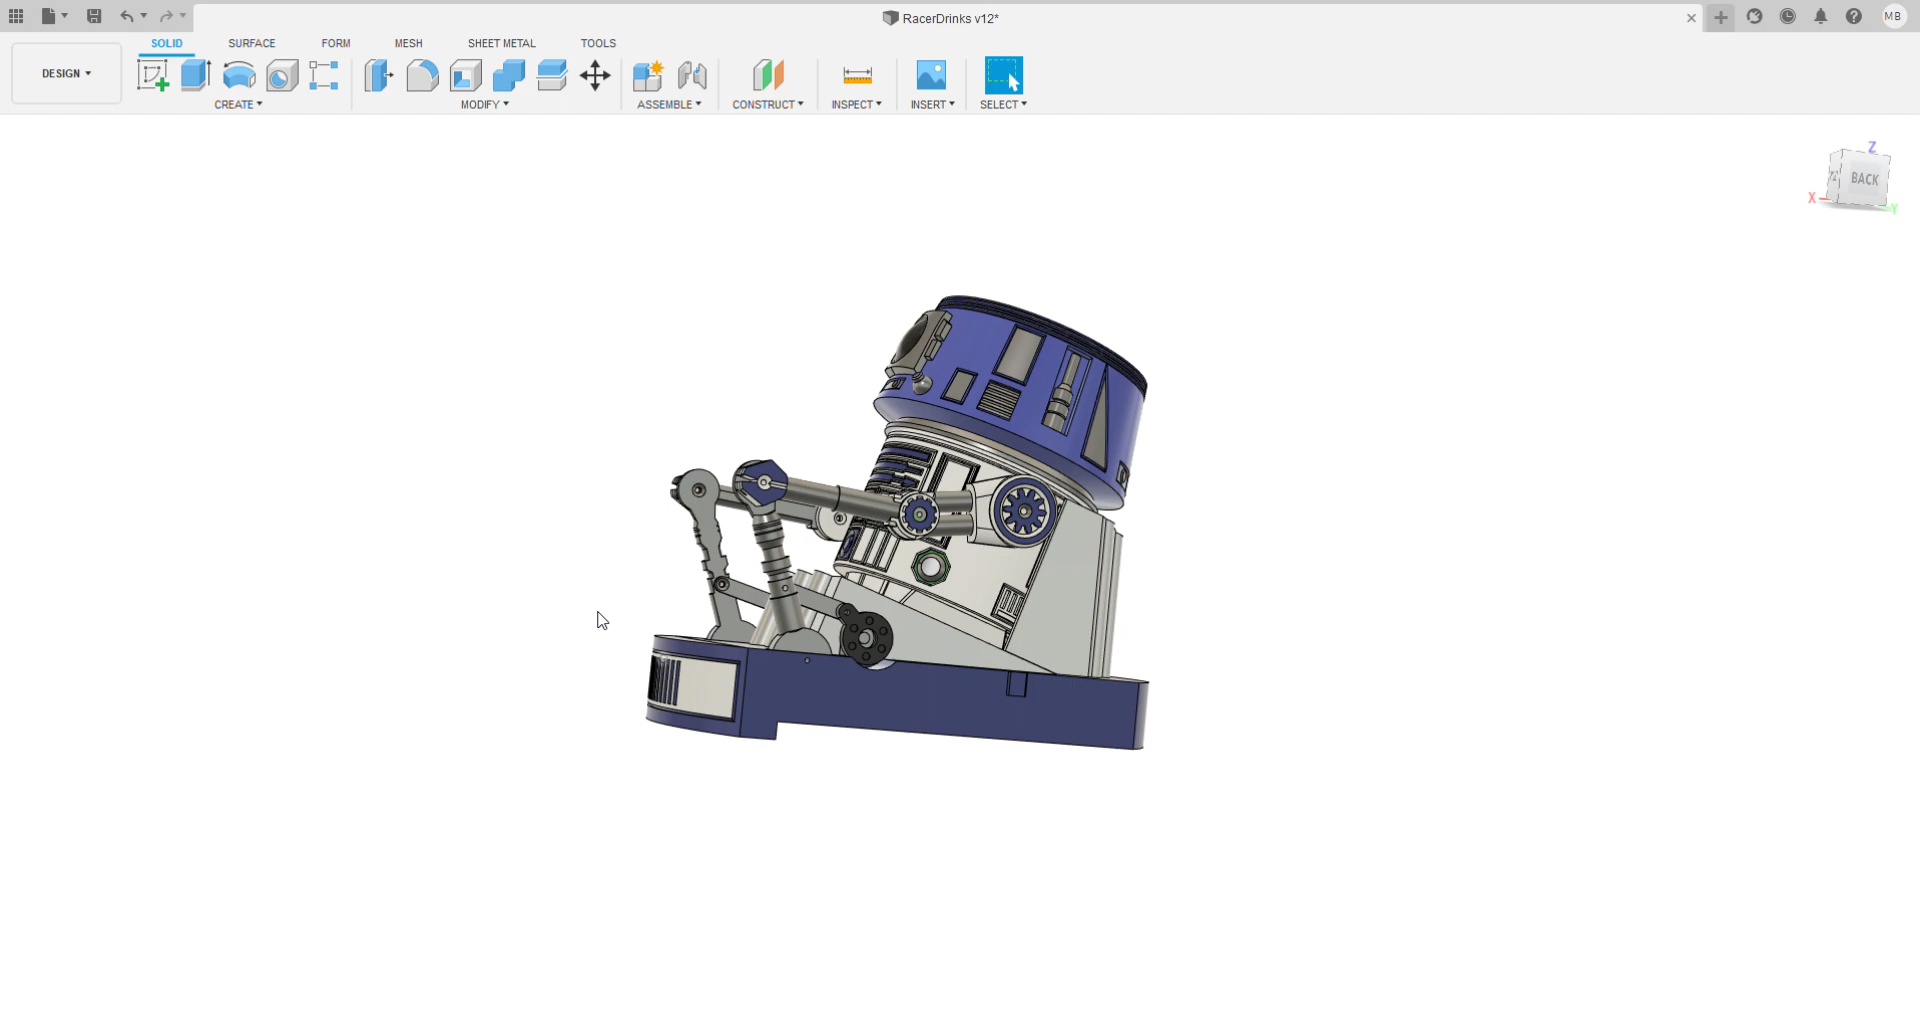 RacerDrinks v12*
MB
SOLID SURFACE FORM MESH SHEET METAL TOOLS
DESIGN
CREATE MODIFY ASSEMBLE CONSTRUCT INSPECT INSERT SELECT
Z
BACK
X
Y